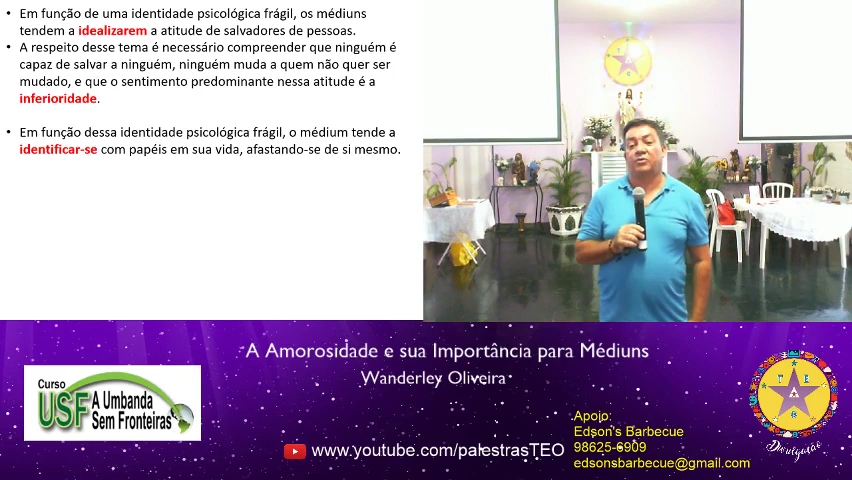 • Em função de uma identidade psicológica frágil, os médiuns
tendem a idealizarem a atitude de salvadores de pessoas.
• A respeito desse tema é necessário compreender que ninguém é
capaz de salvar a ninguém, ninguém muda a quem não quer ser
mudado, e que o sentimento predominante nessa atitude é a
inferioridade.
• Em função dessa identidade psicológica frágil, o médium tende a
identificar-se com papéis em sua vida, afastando-se de si mesmo.
A Amorosidade e sua Importância para Médiuns
Wanderley Oliveira
Curso
USF A Umbanda
Sem Fronteiras
www.youtube.com/palestrasTEO
Apoio:
Edson's Barbecue
98625-6909
edsonsbarbecue@gmail.com
T E
Divulgação